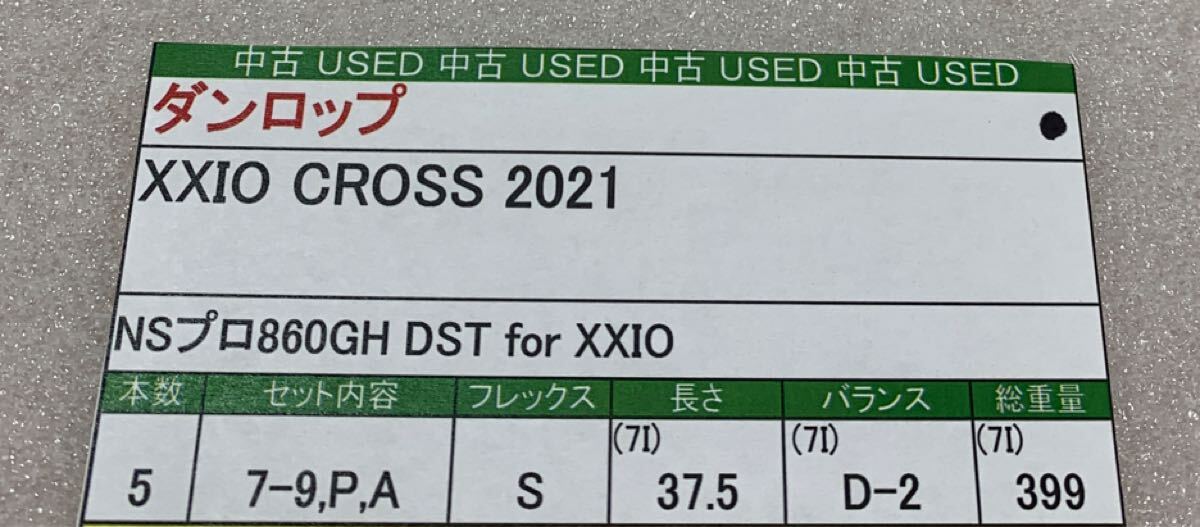 中古 USED 中古 USED 中古 USED 中古 USED
ダンロップ
XXIO CROSS 2021
NSプロ860GH DST for XXIO
本数 セット内容 フレックス 長さ バランス 総重量
(7I) (7I) (7I)
5 7-9,P,A S 37.5 D-2 399